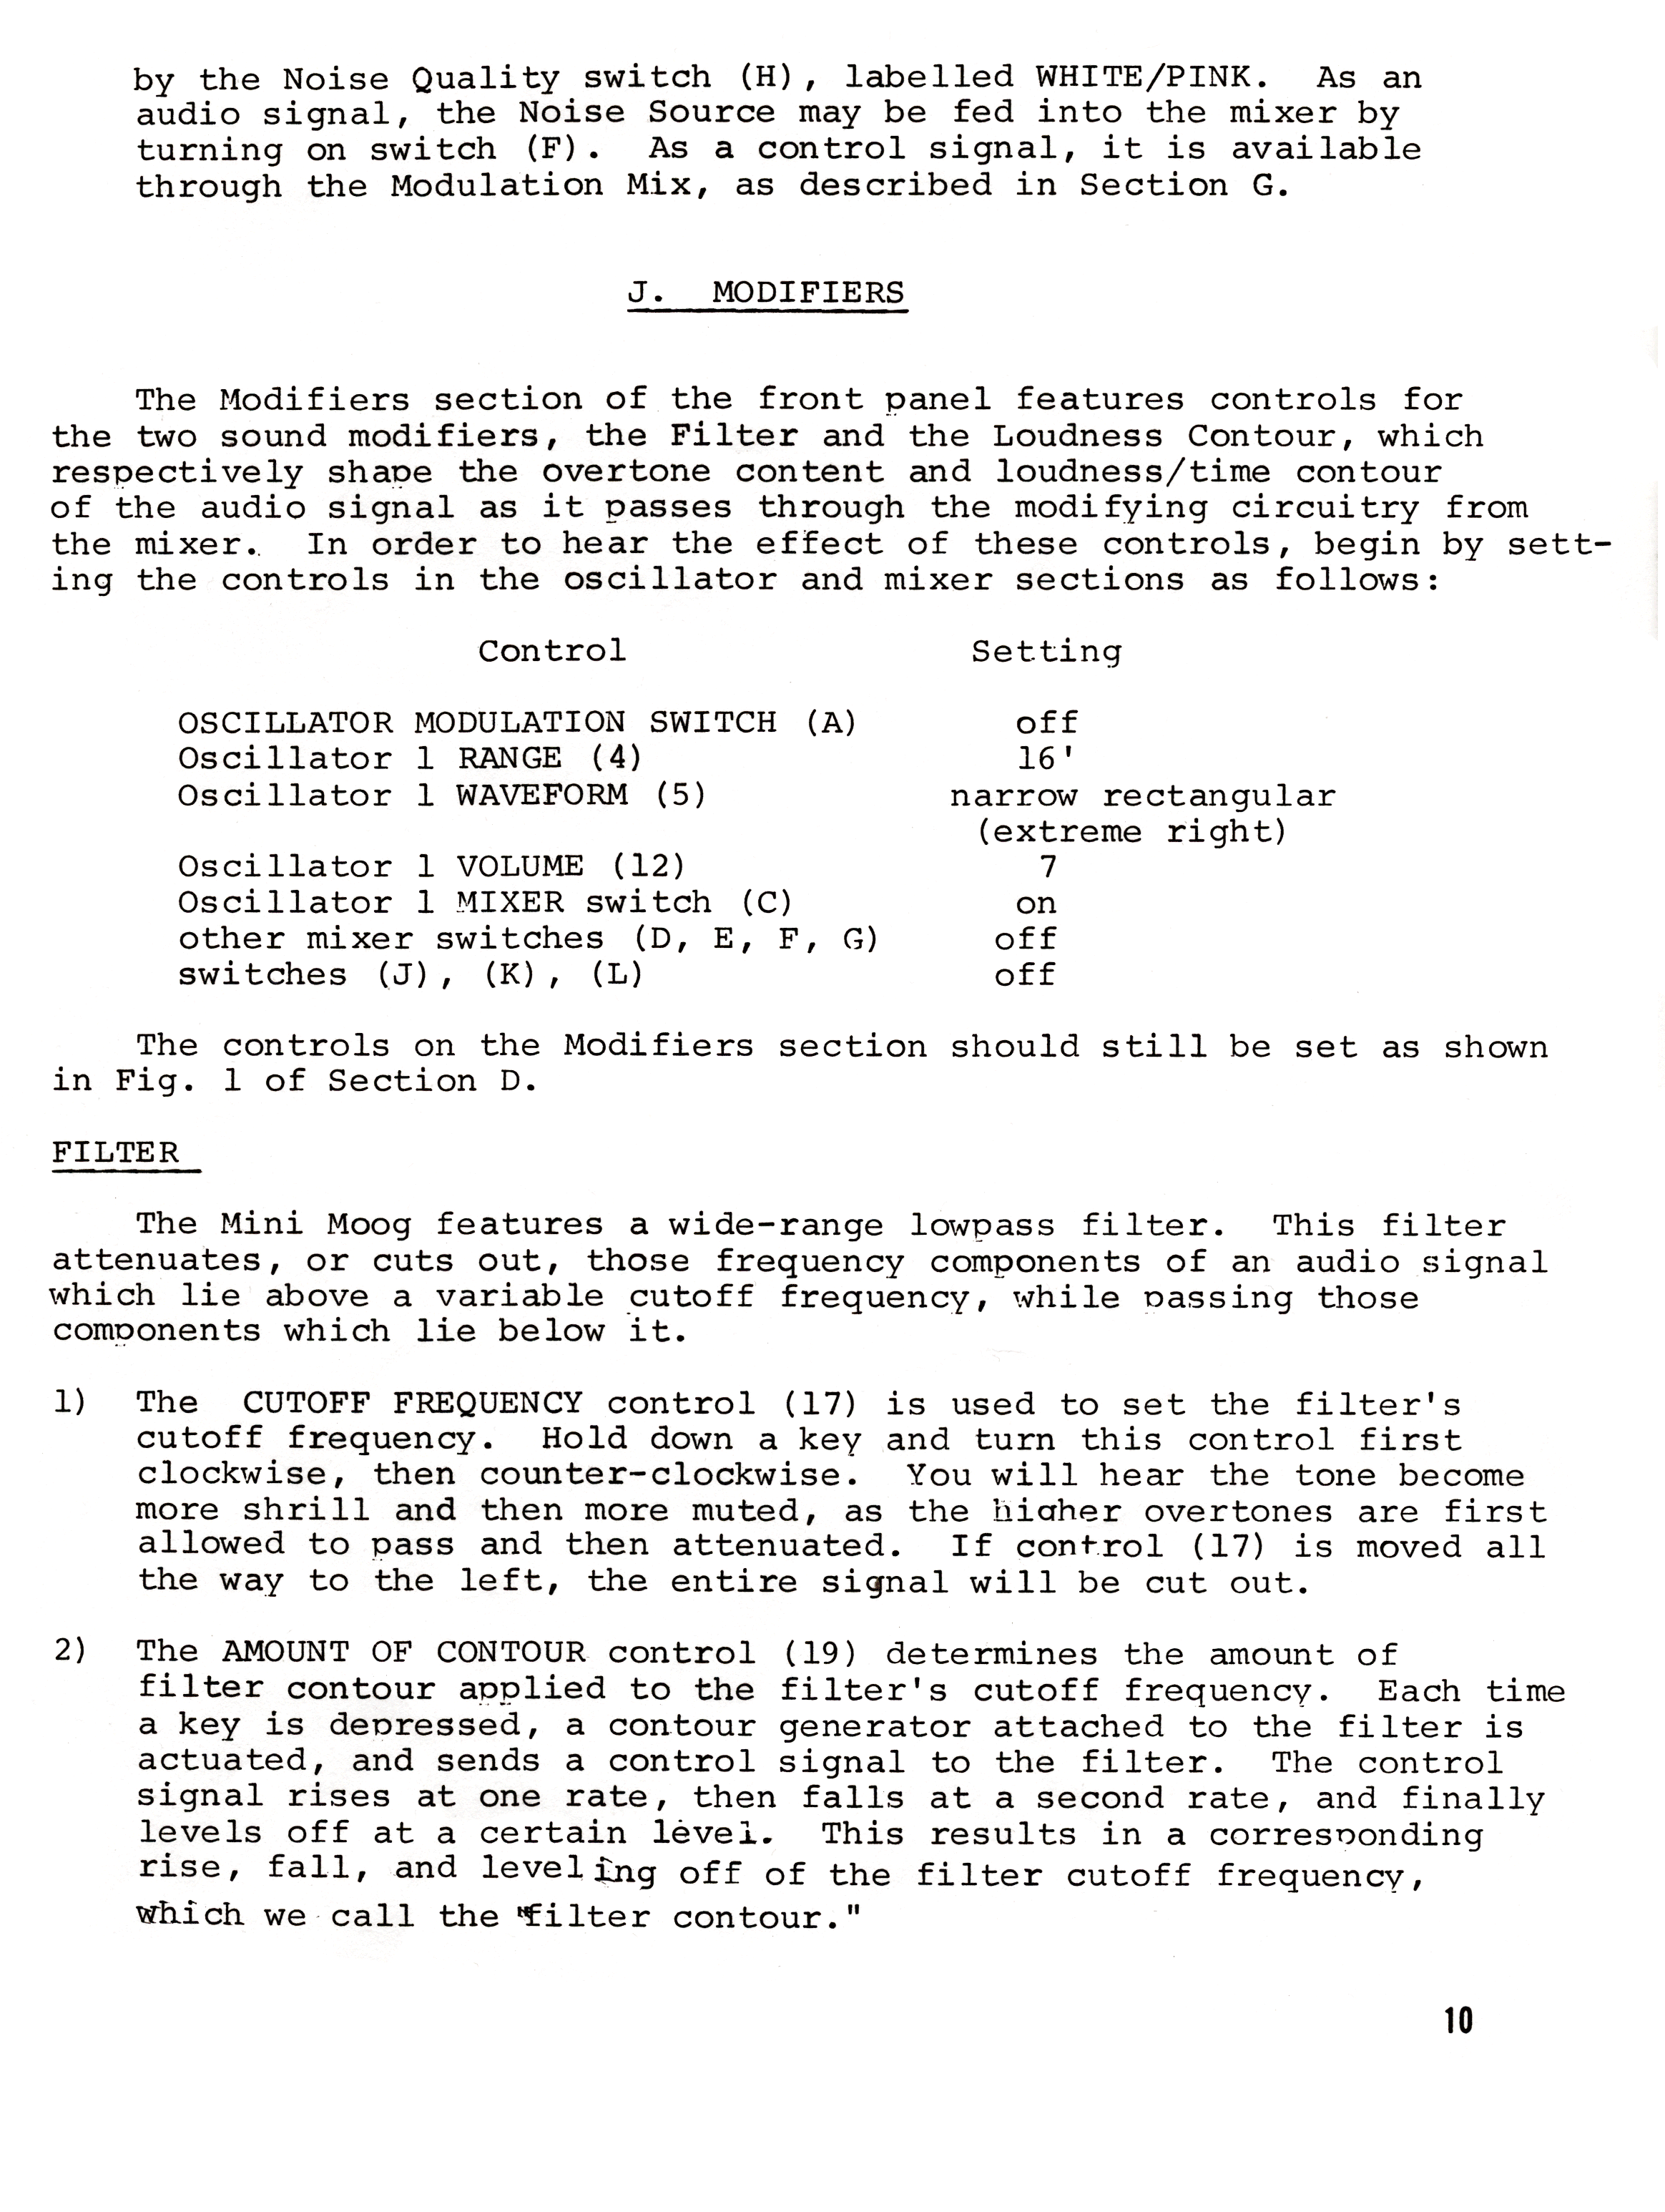 by the Noise Quality switch (H), labelled WHITE/PINK. As an
audio signal, the Noise Source may be fed into the mixer by
turning on switch (F). As a control signal, it is available
through the Modulation Mix, as described in Section G.
J. MODIFIERS
The Modifiers section of the front panel features controls for
the two sound modifiers, the Filter and the Loudness Contour, which
respectively shape the overtone content and loudness/time contour
of the audio signal as it passes through the modifying circuitry from
the mixer. In order to hear the effect of these controls, begin by sett-
ing the controls in the oscillator and mixer sections as follows:
Control Setting
OSCILLATOR MODULATION SWITCH (A) off
Oscillator 1 RANGE (4) 16'
Oscillator 1 WAVEFORM (5) narrow rectangular
(extreme right)
Oscillator 1 VOLUME (12) 7
Oscillator 1 MIXER switch (C) on
other mixer switches (D, E, F, G) off
switches (J), (K), (L) off
The controls on the Modifiers section should still be set as shown
in Fig. 1 of Section D.
FILTER
The Mini Moog features a wide-range lowpass filter. This filter
attenuates, or cuts out, those frequency components of an audio signal
which lie above a variable cutoff frequency, while passing those
components which lie below it.
1) The CUTOFF FREQUENCY control (17) is used to set the filter's
cutoff frequency. Hold down a key and turn this control first
clockwise, then counter-clockwise. You will hear the tone become
more shrill and then more muted, as the higher overtones are first
allowed to pass and then attenuated. If control (17) is moved all
the way to the left, the entire signal will be cut out.
2) The AMOUNT OF CONTOUR control (19) determines the amount of
filter contour applied to the filter's cutoff frequency. Each time
a key is depressed, a contour generator attached to the filter is
actuated, and sends a control signal to the filter. The control
signal rises at one rate, then falls at a second rate, and finally
levels off at a certain level. This results in a corresponding
rise, fall, and leveling off of the filter cutoff frequency,
which we call the "filter contour."
10